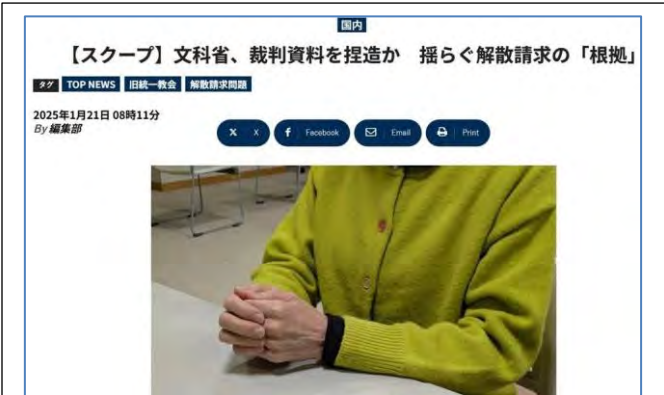 国内
【スクープ】文科省、裁判資料を捏造か 揺らぐ解散請求の「根拠」
タグ TOP NEWS 旧統一教会 解散請求問題
2025年1月21日 08時11分
By 編集部
X X Facebook Email Print